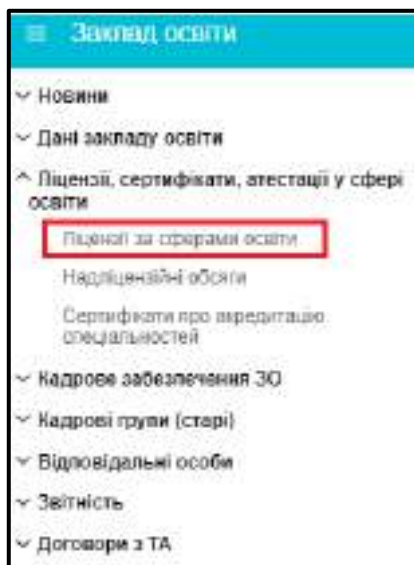 Заклад освіти
Новини
Дані закладу освіти
Ліцензії, сертифікати, атестації у сфері
освіти
Ліцензії за сферами освіти
Надліцензійні обсяги
Сертифікати про акредитацію
спеціальностей
Кадрове забезпечення ЗО
Кадрові групи (старі)
Відповідальні особи
Звітність
Договори з ТА